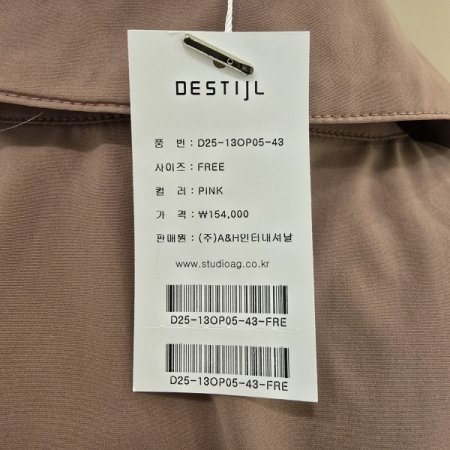 DESTIJL
품 번 : D25-13OP05-43
사이즈 : FREE
컬 러 : PINK
가 격 : ₩154,000
판매원 : (주)A&H인터내셔날
www.studioag.co.kr
D25-13OP05-43-FRE
D25-13OP05-43-FRE